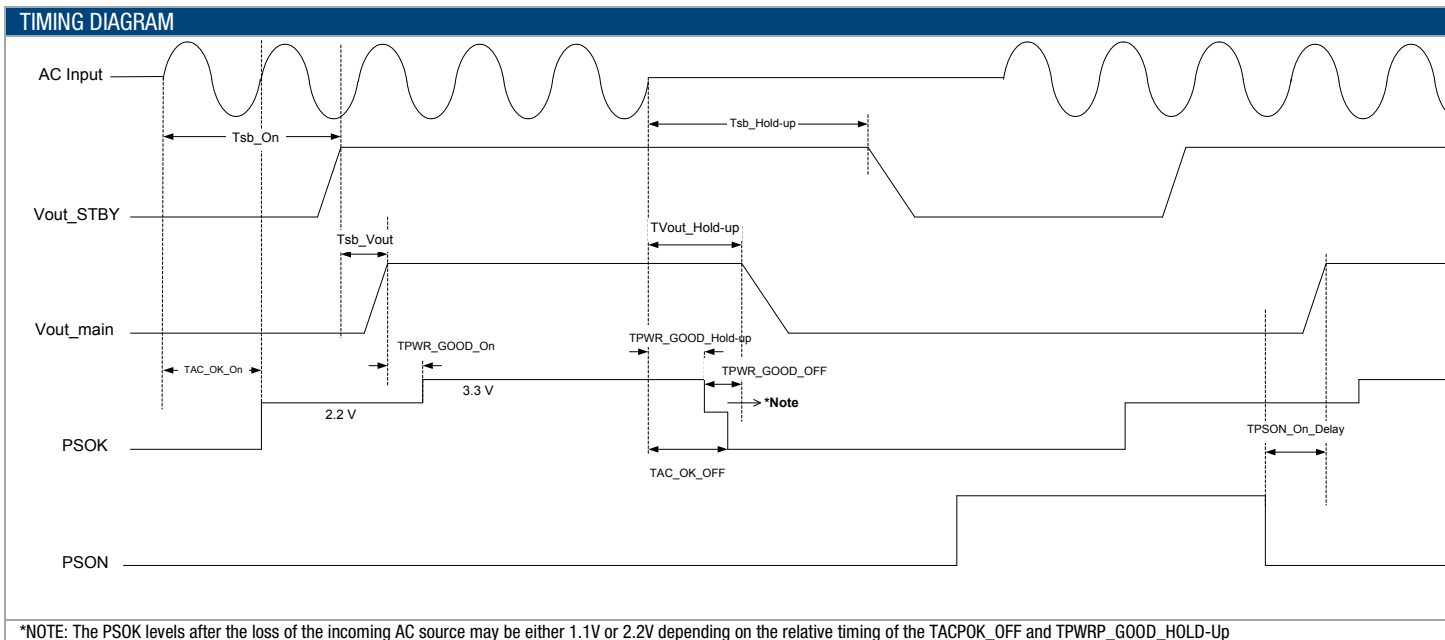 TIMING DIAGRAM
AC Input
Tsb_On
Tsb_Hold-up
Vout_STBY
Tsb_Vout
TVout_Hold-up
Vout_main
TPWR_GOOD_On
TPWR_GOOD_Hold-up
TAC_OK_On
TPWR_GOOD_OFF
2.2 V
3.3 V
*Note
PSOK
TPSON_On_Delay
TAC_OK_OFF
PSON
*NOTE: The PSOK levels after the loss of the incoming AC source may be either 1.1V or 2.2V depending on the relative timing of the TACPOK_OFF and TPWRP_GOOD_HOLD-Up